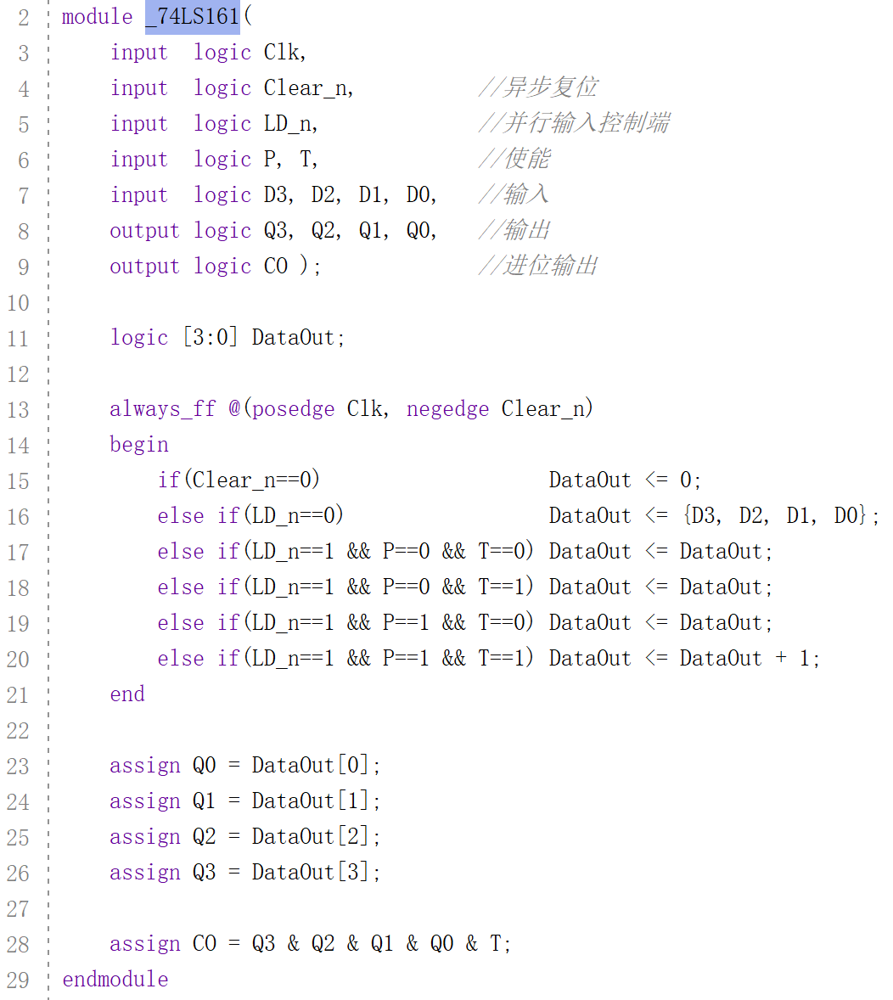 2 module _74LS161(
3 input logic Clk,
4 input logic Clear_n, //异步复位
5 input logic LD_n, //并行输入控制端
6 input logic P, T, //使能
7 input logic D3, D2, D1, D0, //输入
8 output logic Q3, Q2, Q1, Q0, //输出
9 output logic CO ); //进位输出
10
11 logic [3:0] DataOut;
12
13 always_ff @(posedge Clk, negedge Clear_n)
14 begin
15 if(Clear_n==0) DataOut <= 0;
16 else if(LD_n==0) DataOut <= {D3, D2, D1, D0};
17 else if(LD_n==1 && P==0 && T==0) DataOut <= DataOut;
18 else if(LD_n==1 && P==0 && T==1) DataOut <= DataOut;
19 else if(LD_n==1 && P==1 && T==0) DataOut <= DataOut;
20 else if(LD_n==1 && P==1 && T==1) DataOut <= DataOut + 1;
21 end
22
23 assign Q0 = DataOut[0];
24 assign Q1 = DataOut[1];
25 assign Q2 = DataOut[2];
26 assign Q3 = DataOut[3];
27
28 assign CO = Q3 & Q2 & Q1 & Q0 & T;
29 endmodule